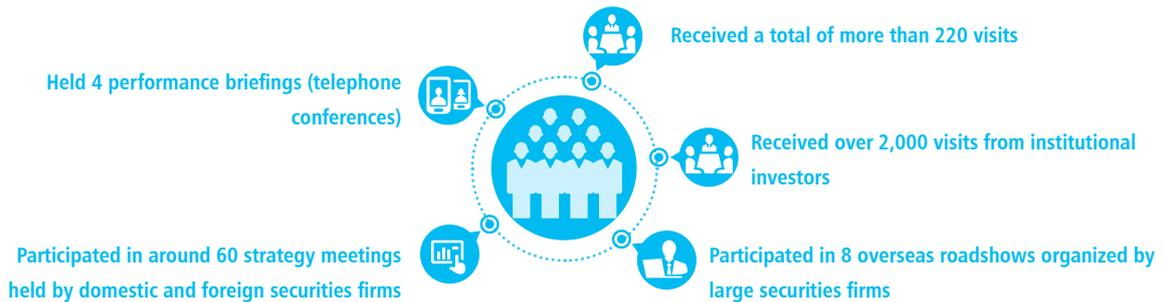 Received a total of more than 220 visits
Held 4 performance briefings (telephone
conferences)
Received over 2,000 visits from institutional
investors
Participated in around 60 strategy meetings
held by domestic and foreign securities firms
Participated in 8 overseas roadshows organized by
large securities firms